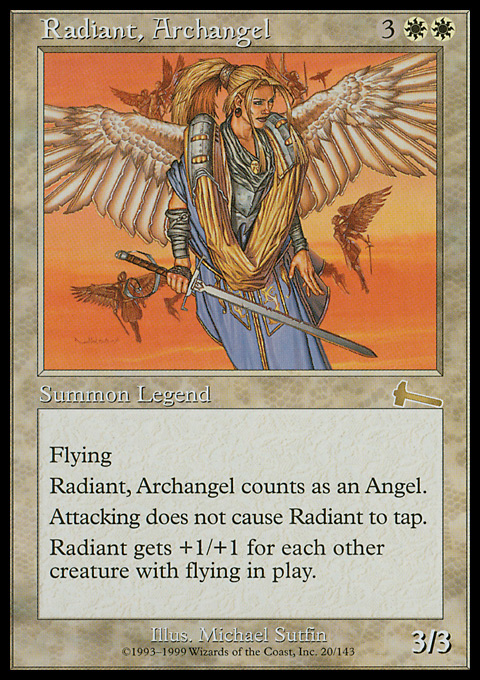 Radiant, Archangel 3
Summon Legend
Flying
Radiant, Archangel counts as an Angel.
Attacking does not cause Radiant to tap.
Radiant gets +1/+1 for each other
creature with flying in play.
Illus. Michael Sutfin
©1993–1999 Wizards of the Coast, Inc. 20/143
3/3